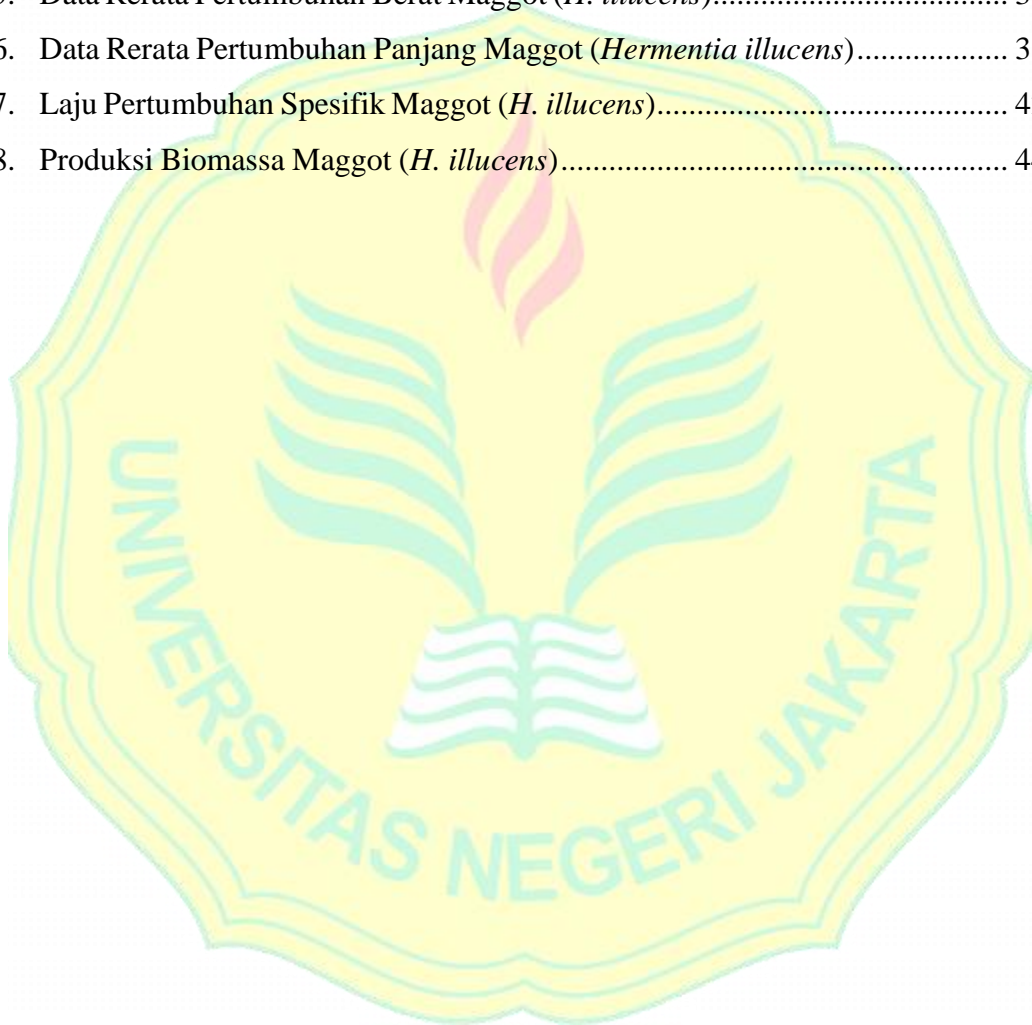 Data Rerata Pertumbuhan Berat Maggot (H. illucens)
6. Data Rerata Pertumbuhan Panjang Maggot (Hermentia illucens).................... 3
7. Laju Pertumbuhan Spesifik Maggot (H. illucens)............................................... 4
8. Produksi Biomassa Maggot (H. illucens)........................................................... 4
UNIVERSITAS NEGERI JAKARTA